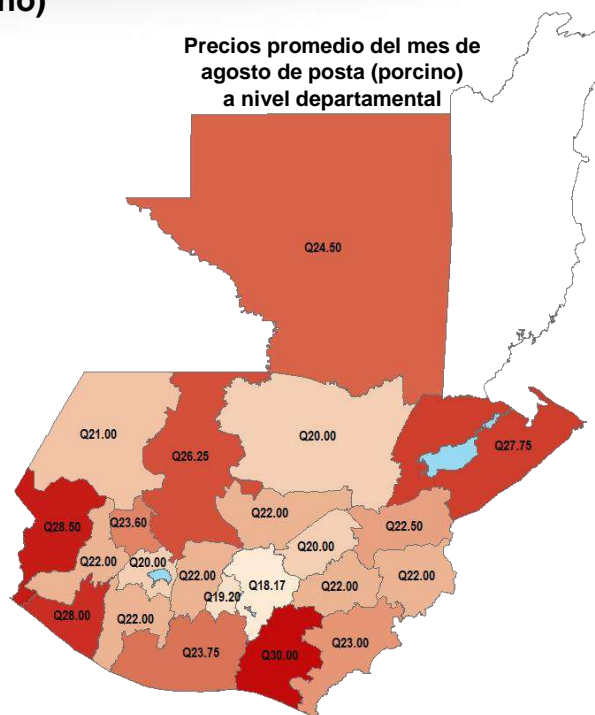 no)
Precios promedio del mes de
agosto de posta (porcino)
a nivel departamental
Q24.50
Q21.00
Q26.25
Q20.00
Q27.75
Q28.50
Q23.60
Q22.00
Q22.50
Q22.00
Q20.00
Q22.00
Q20.00
Q19.20
Q18.17
Q22.00
Q22.00
Q28.00
Q22.00
Q23.75
Q30.00
Q23.00